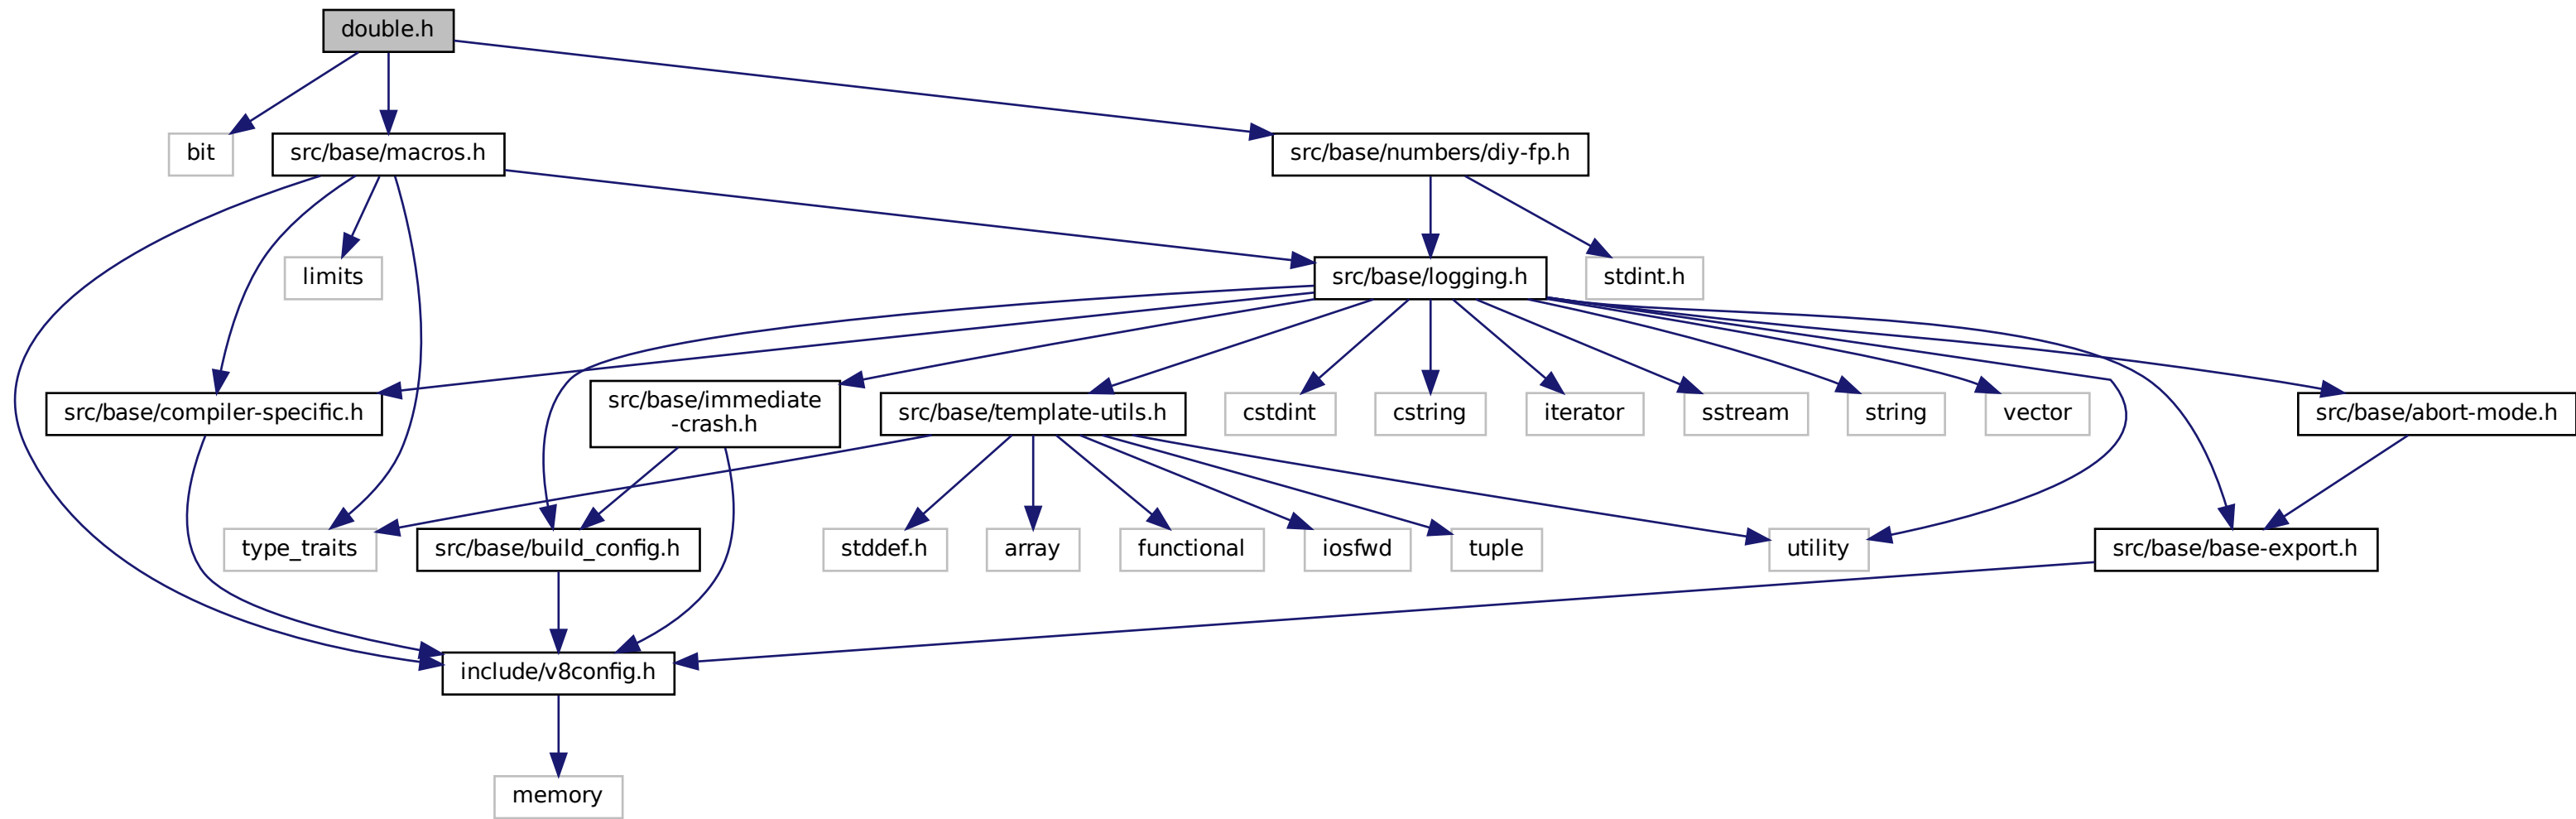 double.h
bit
src/base/macros.h
src/base/numbers/diy-fp.h
limits
src/base/logging.h
stdint.h
src/base/compiler-specific.h
src/base/immediate
-crash.h
src/base/template-utils.h
cstdint
cstring
iterator
sstream
string
vector
src/base/abort-mode.h
type_traits
src/base/build_config.h
stddef.h
array
functional
iosfwd
tuple
utility
src/base/base-export.h
include/v8config.h
memory